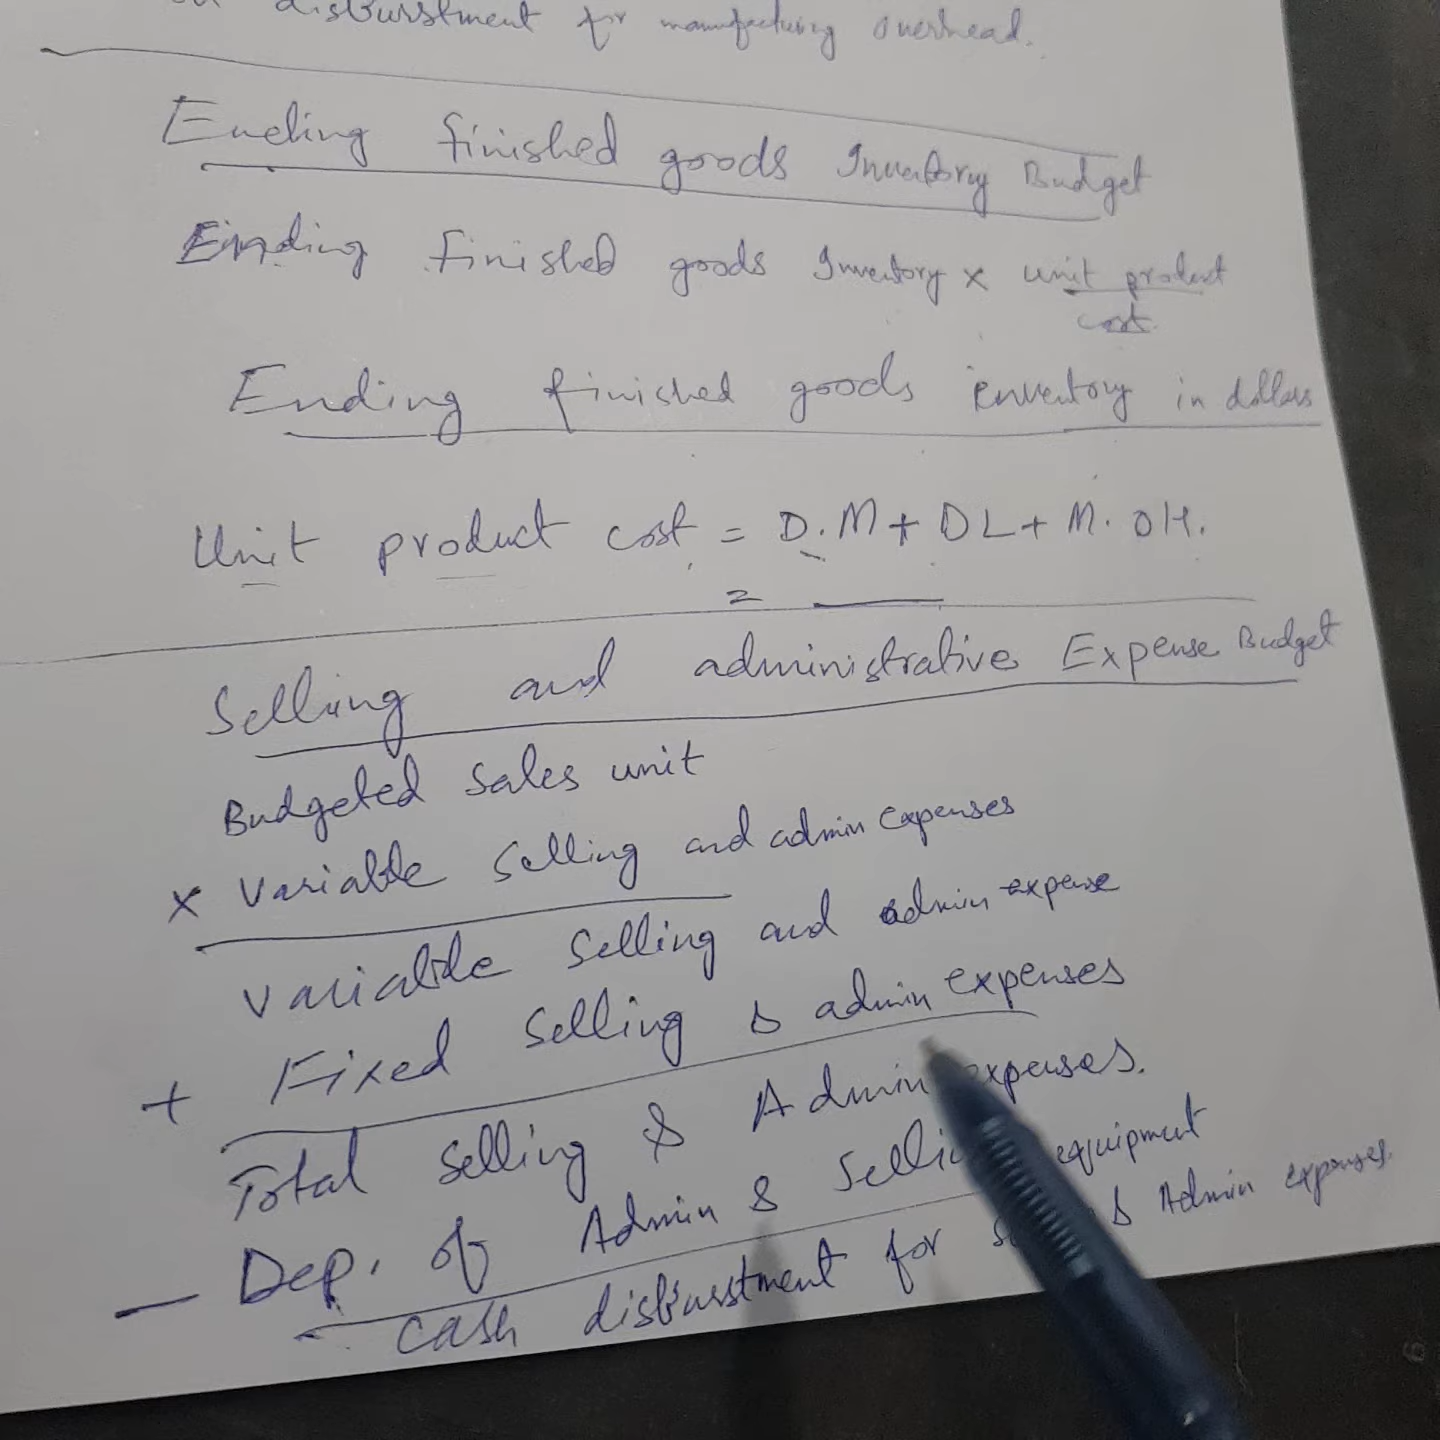 disburstment for manufacturing overhead.
Ending finished goods Inventory Budget
Ending finished goods Inventory x unit product
cost
Ending finished goods inventory in dollars
Unit product cost = D.M + DL + M. OH.
=
Selling and administrative Expense Budget
Budgeted sales unit
x variable selling and admin expenses
variable selling and admin expense
+ Fixed selling & admin expenses
Total selling & Admin expenses.
— Dep. of Admin & Selling equipment
cash disburstment for & Admin expenses.